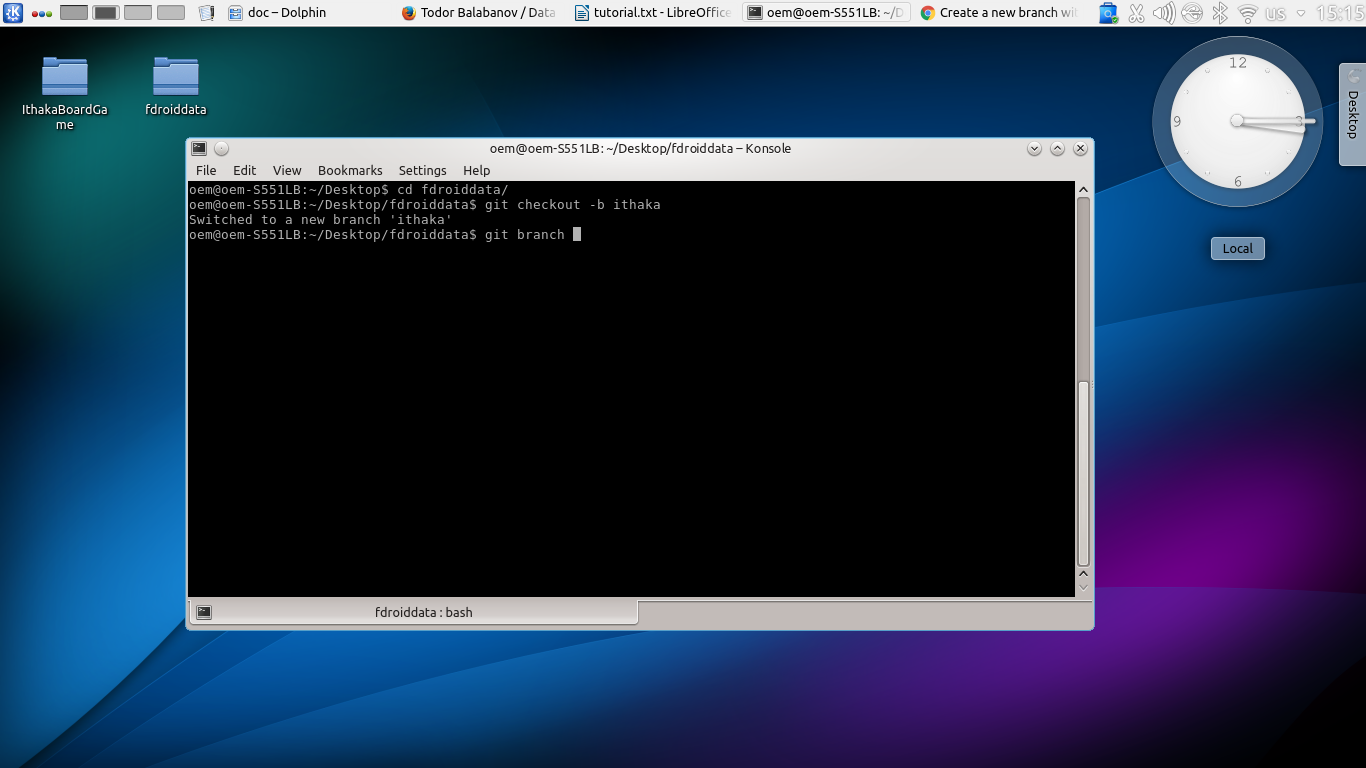 doc – Dolphin
Todor Balabanov / Data
tutorial.txt - LibreOffice
oem@oem-S551LB: ~/D
Create a new branch wit
us
15:15
IthakaBoardGa
me
fdroiddata
12
3
6
9
Local
Desktop
oem@oem-S551LB: ~/Desktop/fdroiddata – Konsole
File Edit View Bookmarks Settings Help
oem@oem-S551LB:~/Desktop$ cd fdroiddata/
oem@oem-S551LB:~/Desktop/fdroiddata$ git checkout -b ithaka
Switched to a new branch 'ithaka'
oem@oem-S551LB:~/Desktop/fdroiddata$ git branch
fdroiddata : bash